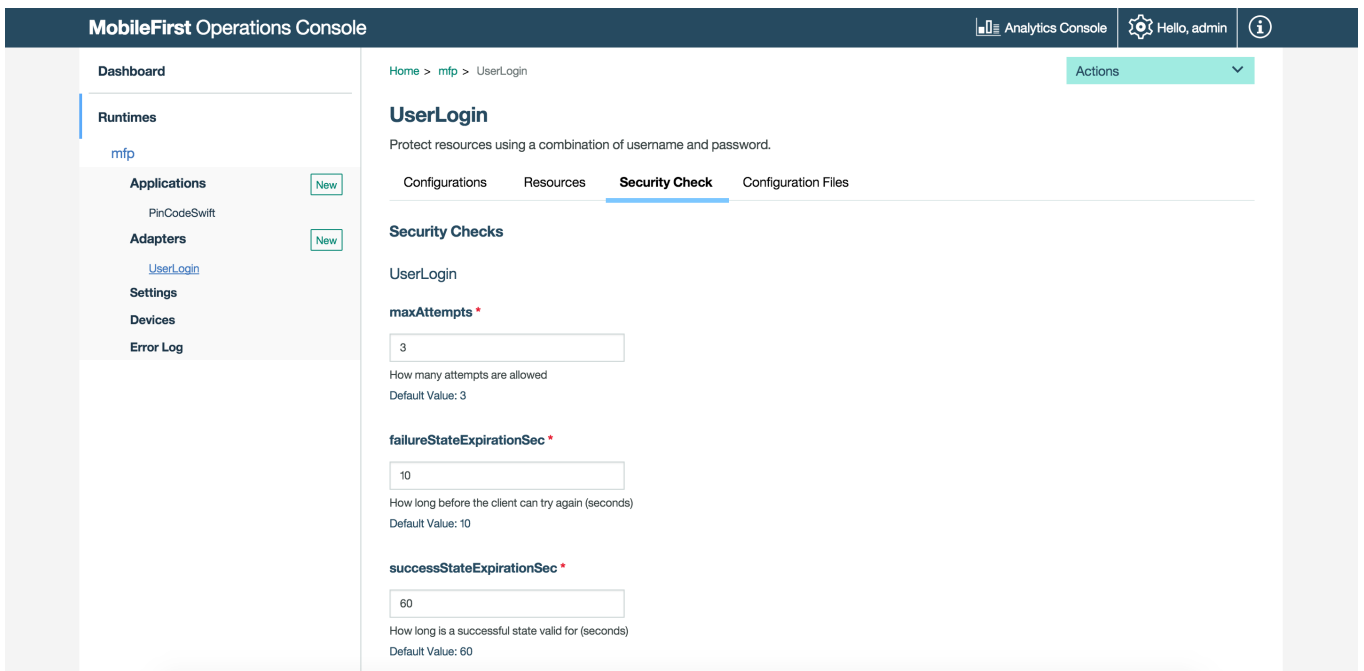 MobileFirst Operations Console
Analytics Console
Hello, admin
Dashboard
Runtimes
mfp
Applications New
PinCodeSwift
Adapters New
UserLogin
Settings
Devices
Error Log
Home > mfp > UserLogin
Actions
UserLogin
Protect resources using a combination of username and password.
Configurations Resources Security Check Configuration Files
Security Checks
UserLogin
maxAttempts *
3
How many attempts are allowed
Default Value: 3
failureStateExpirationSec *
10
How long before the client can try again (seconds)
Default Value: 10
successStateExpirationSec *
60
How long is a successful state valid for (seconds)
Default Value: 60